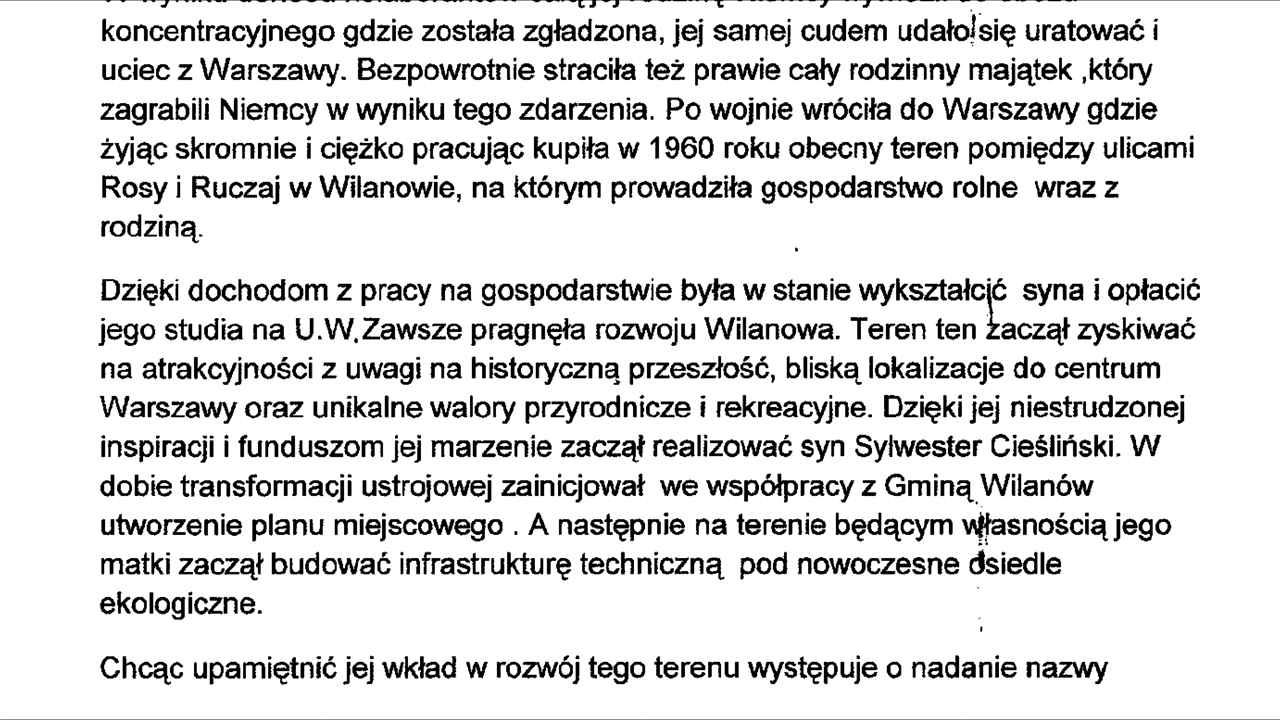 koncentracyjnego gdzie została zgładzona, jej samej cudem udało się uratować i
uciec z Warszawy. Bezpowrotnie straciła też prawie cały rodzinny majątek ,który
zagrabili Niemcy w wyniku tego zdarzenia. Po wojnie wróciła do Warszawy gdzie
żyjąc skromnie i ciężko pracując kupiła w 1960 roku obecny teren pomiędzy ulicami
Rosy i Ruczaj w Wilanowie, na którym prowadziła gospodarstwo rolne  wraz z
rodziną.
Dzięki dochodom z pracy na gospodarstwie była w stanie wykształcić  syna i opłacić
jego studia na U.W.Zawsze pragnęła rozwoju Wilanowa. Teren ten zaczął zyskiwać
na atrakcyjności z uwagi na historyczną przeszłość, bliską lokalizacje do centrum
Warszawy oraz unikalne walory przyrodnicze i rekreacyjne. Dzięki jej niestrudzonej
inspiracji i funduszom jej marzenie zaczął realizować syn Sylwester Cieśliński. W
dobie transformacji ustrojowej zainicjował  we współpracy z Gminą Wilanów
utworzenie planu miejscowego . A następnie na terenie będącym własnością jego
matki zaczął budować infrastrukturę techniczną  pod nowoczesne osiedle
ekologiczne.
Chcąc upamiętnić jej wkład w rozwój tego terenu występuje o nadanie nazwy